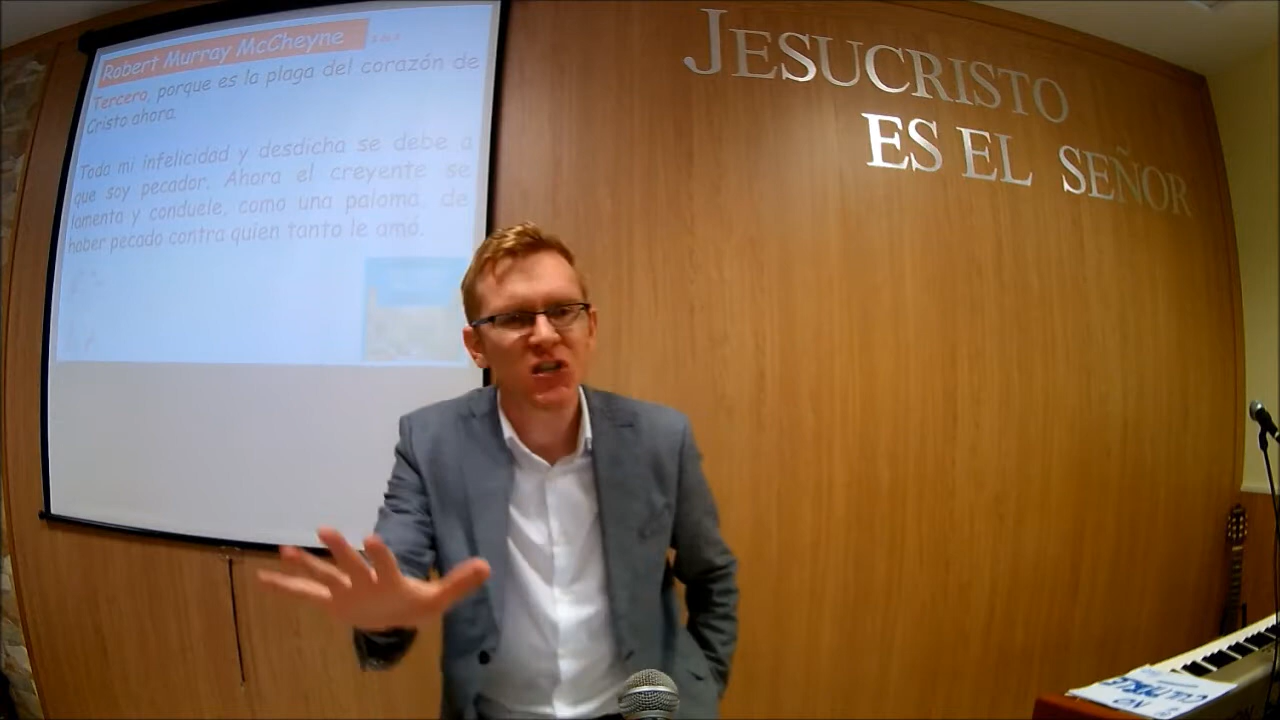 Robert Murray McCheyne
Tercero, porque es la plaga del corazón de
Cristo ahora.
Toda mi infelicidad y desdicha se debe a
que soy pecador. Ahora el creyente se
lamenta y conduele, como una paloma, de
haber pecado contra quien tanto le amó.
JESUCRISTO
ES EL SEÑOR
NO